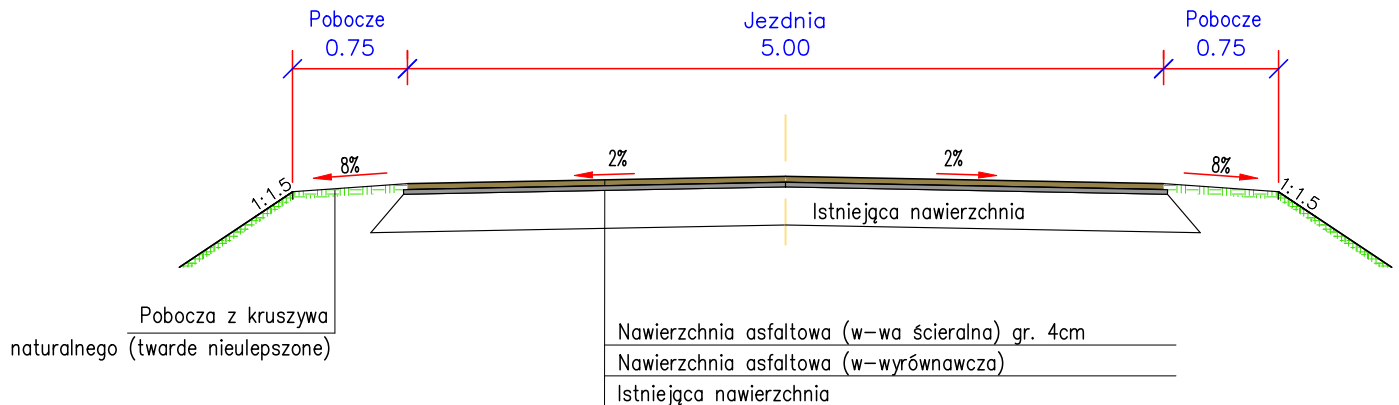 Pobocze
0.75
Jezdnia
5.00
Pobocze
0.75
1:1.5
8%
2%
2%
8%
1:1.5
Istniejąca nawierzchnia
Pobocza z kruszywa
naturalnego (twarde nieulepszone)
Nawierzchnia asfaltowa (w-wa ścieralna) gr. 4cm
Nawierzchnia asfaltowa (w-wyrównawcza)
Istniejąca nawierzchnia